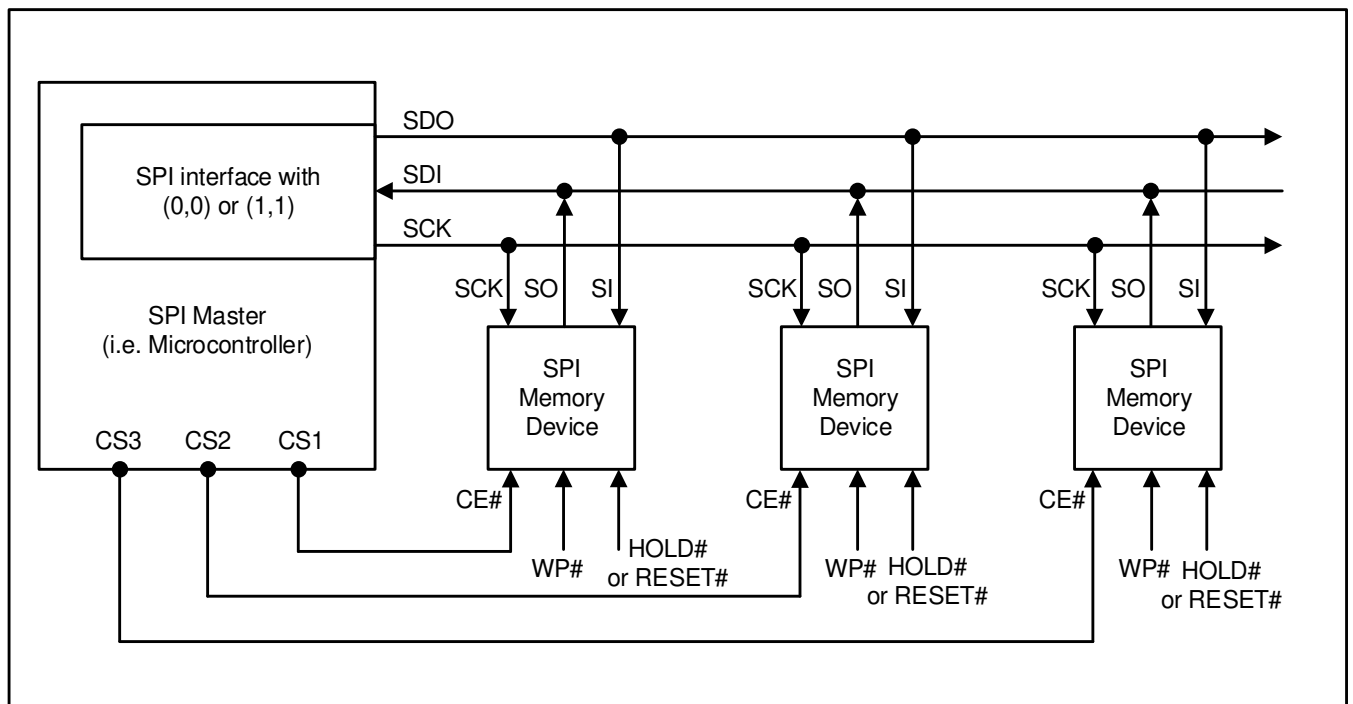 SDO
SDI
SCK
SPI interface with
(0,0) or (1,1)
SPI Master
(i.e. Microcontroller)
CS3 CS2 CS1
SCK SO SI
SPI
Memory
Device
CE#
WP#
HOLD#
or RESET#
SCK SO SI
SPI
Memory
Device
CE#
WP#
HOLD#
or RESET#
SCK SO SI
SPI
Memory
Device
CE#
WP#
HOLD#
or RESET#